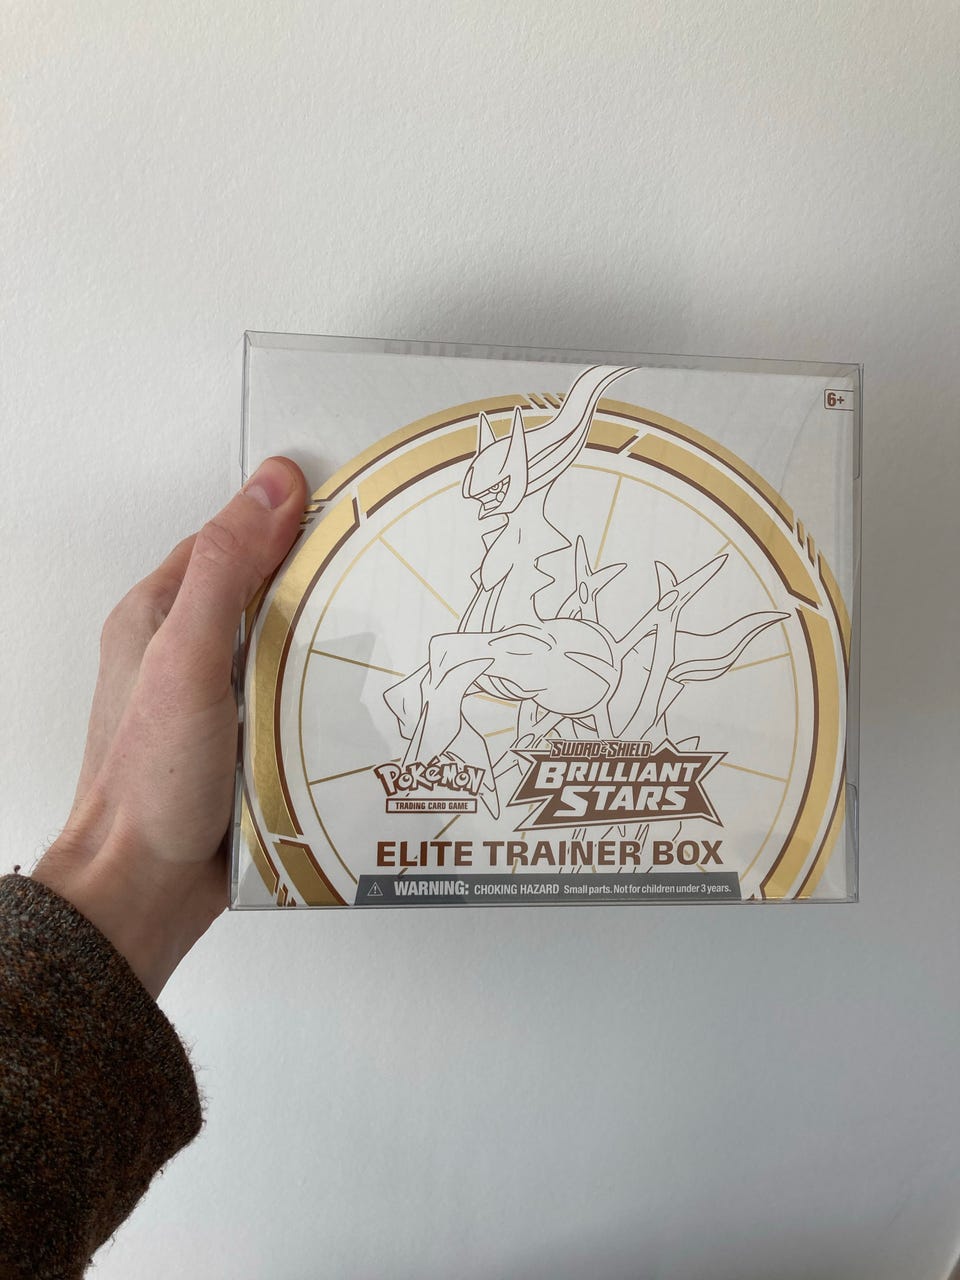 6+
SWORD & SHIELD
POKéMON
BRILLIANT
TRADING CARD GAME
STARS
ELITE TRAINER BOX
WARNING: CHOKING HAZARD Small parts. Not for children under 3 years.